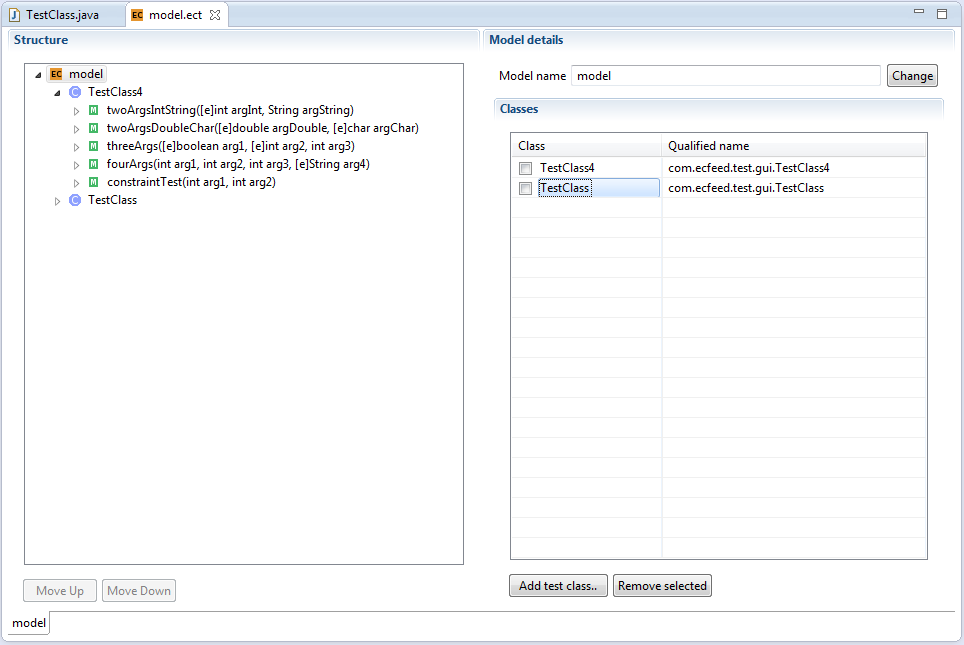 TestClass.java
EC model.ect
Structure
EC model
TestClass4
M twoArgsIntString([e]int argInt, String argString)
M twoArgsDoubleChar([e]double argDouble, [e]char argChar)
M threeArgs([e]boolean arg1, [e]int arg2, int arg3)
M fourArgs(int arg1, int arg2, int arg3, [e]String arg4)
M constraintTest(int arg1, int arg2)
C TestClass
Move Up Move Down
model
Model details
Model name model Change
Classes
Class Qualified name
TestClass4 com.ecfeed.test.gui.TestClass4
TestClass com.ecfeed.test.gui.TestClass
Add test class.. Remove selected